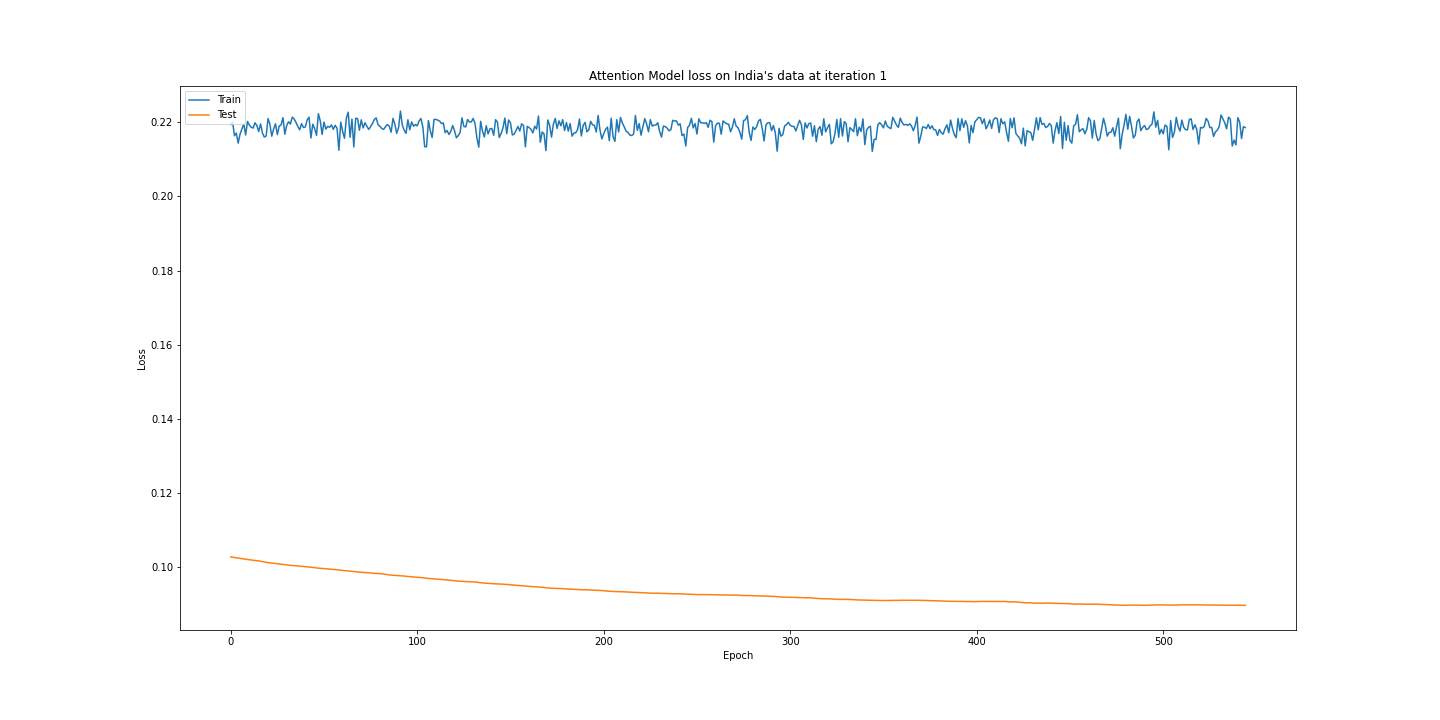 Attention Model loss on India's data at iteration 1
Train
Test
0.22
0.20
0.18
0.16
0.14
0.12
0.10
Loss
0
100
200
300
400
500
Epoch